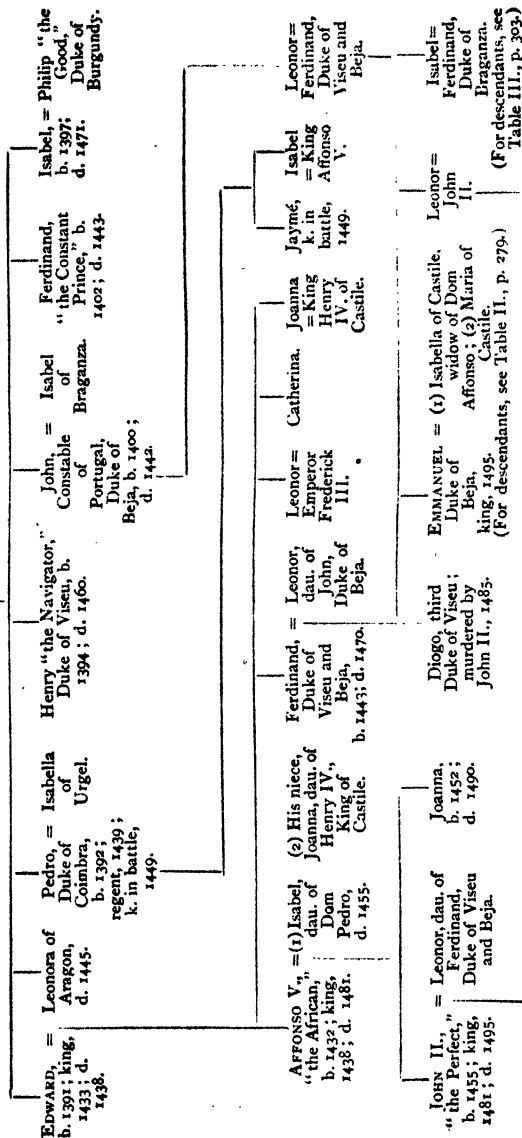 EDWARD,
b. 1391; king,
1433; d.
1438.
=
Leonora of
Aragon,
d. 1445.
Pedro,
Duke of
Coimbra,
b. 1392;
regent, 1439;
k. in battle,
1449.
=
Isabella
of
Urgel.
Henry "the Navigator,"
Duke of Viseu, b.
1394; d. 1460.
John,
Constable
of
Portugal,
Duke of
Beja, b. 1400;
d. 1442.
=
Isabel
of
Braganza.
Ferdinand,
"the Constant
Prince," b.
1402; d. 1443.
Isabel,
b. 1397;
d. 1471.
=
Philip "the
Good,"
Duke of
Burgundy.
AFFONSO V.,
"the African,"
b. 1432; king,
1438; d. 1481.
=(1) Isabel,
dau. of
Dom
Pedro,
d. 1455.
(2) His niece,
Joanna, dau. of
Henry IV.,
King of
Castile.
Ferdinand,
Duke of
Viseu and
Beja,
b. 1443; d. 1470.
=
Leonor,
dau. of
John,
Duke of
Beja.
Leonor=
Emperor
Frederick
III.
Catherina.
Joanna
=King
Henry
IV. of
Castile.
Jaymé,
k. in
battle,
1449.
Isabel
=King
Affonso
V.
Leonor=
Ferdinand,
Duke of
Viseu and
Beja.
JOHN II.,
"the Perfect,"
b. 1455; king,
1481; d. 1495.
=
Leonor, dau. of
Ferdinand,
Duke of Viseu
and Beja.
Joanna,
b. 1452;
d. 1490.
Diogo, third
Duke of Viseu;
murdered by
John II., 1485.
EMMANUEL
Duke of
Beja,
king, 1495.
= (1) Isabella of Castile.
widow of Dom
Affonso; (2) Maria of
Castile.
(For descendants, see Table II., p. 279.)
Leonor=
John
II.
Isabel=
Ferdinand,
Duke of
Braganza.
(For descendants, see
Table III., p. 303.)